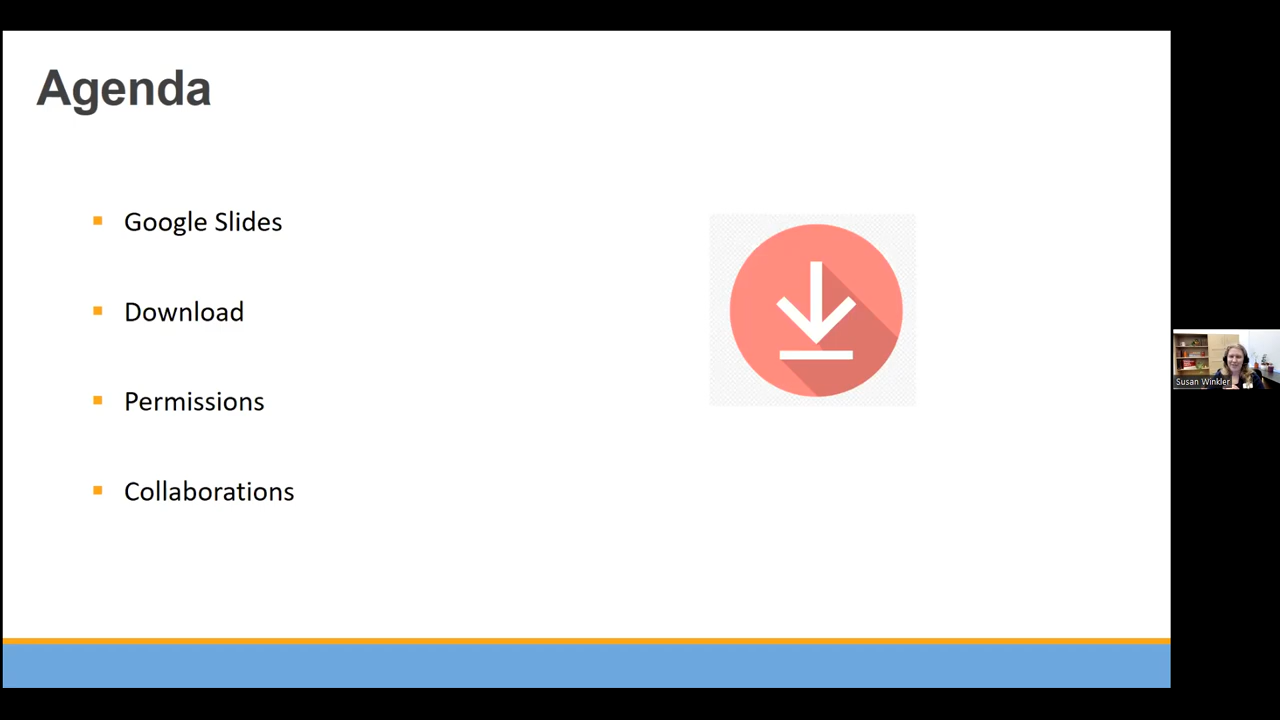 Agenda
Google Slides
Download
Permissions
Collaborations
Susan Winkler